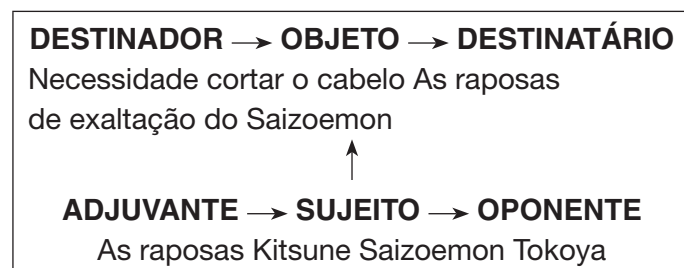 DESTINADOR → OBJETO → DESTINATÁRIO
Necessidade cortar o cabelo As raposas
de exaltação do Saizoemon
ADJUVANTE → SUJEITO → OPONENTE
As raposas Kitsune Saizoemon Tokoya